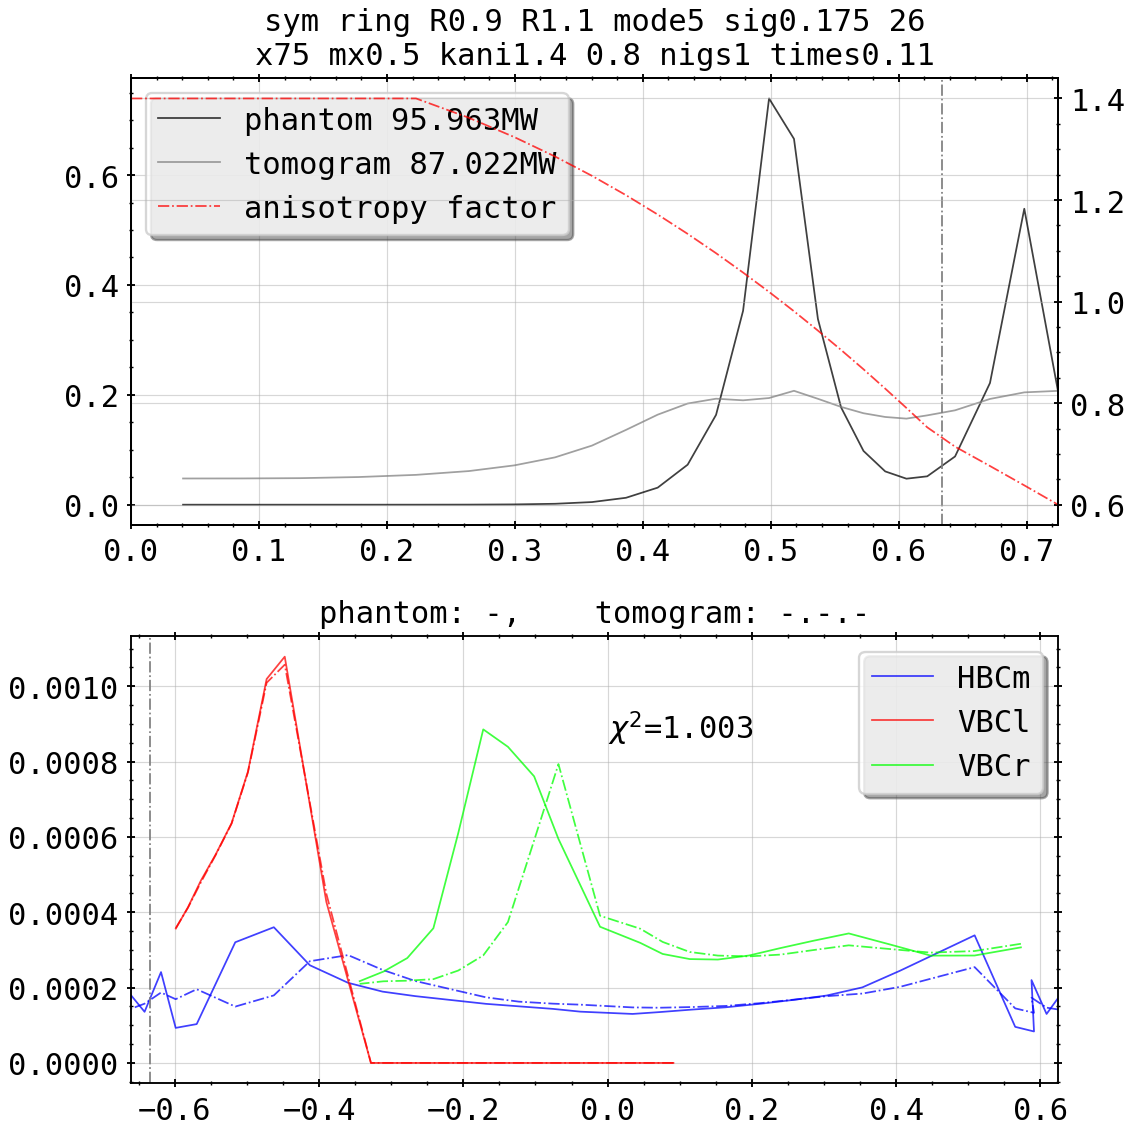 sym ring R0.9 R1.1 mode5 sig0.175 26
x75 mx0.5 kani1.4 0.8 nigs1 times0.11
phantom 95.963MW
tomogram 87.022MW
anisotropy factor
0.6
0.4
0.2
0.0
1.4
1.2
1.0
0.8
0.6
0.0 0.1 0.2 0.3 0.4 0.5 0.6 0.7
phantom: -, tomogram: -.-.-
HBCm
VBCl
VBCr
χ²=1.003
0.0010
0.0008
0.0006
0.0004
0.0002
0.0000
−0.6 −0.4 −0.2 0.0 0.2 0.4 0.6